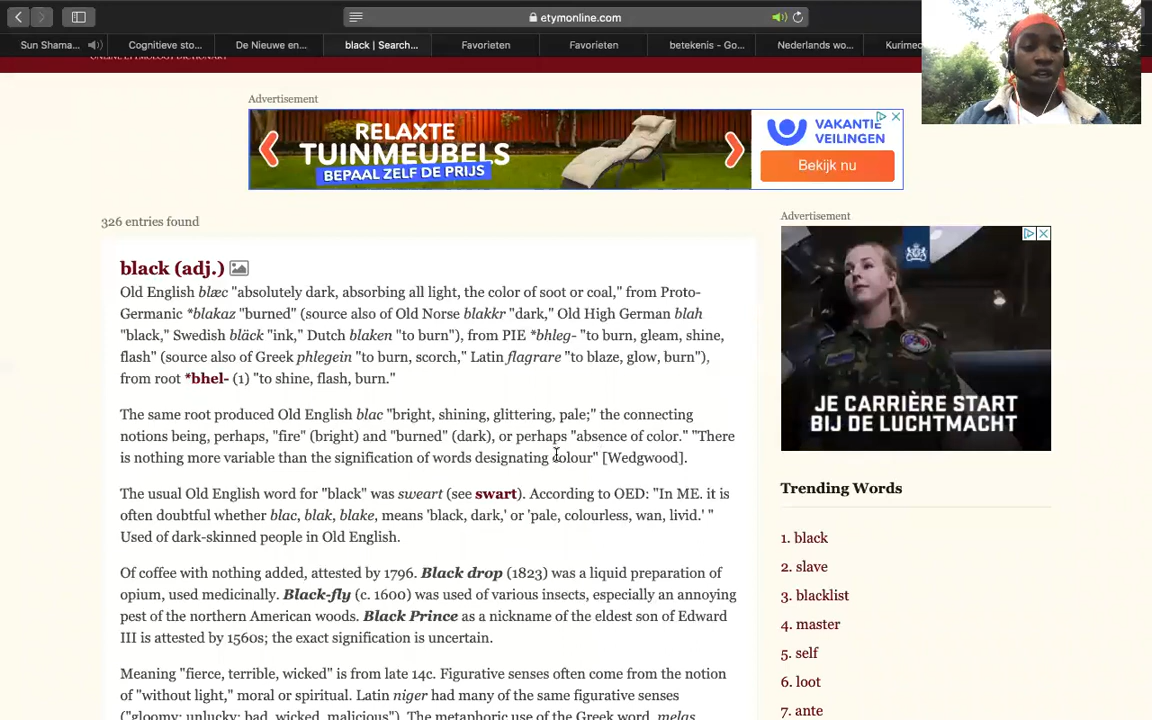 etymonline.com
Sun Shama...
Cognitieve sto...
De Nieuwe en...
black | Search...
Favorieten
Favorieten
betekenis - Go...
Nederlands wo...
Kurimeo
Advertisement
RELAXTE
TUINMEUBELS
BEPAAL ZELF DE PRIJS
VAKANTIE
VEILINGEN
Bekijk nu
326 entries found
black (adj.)
Old English blæc "absolutely dark, absorbing all light, the color of soot or coal," from Proto-
Germanic *blakaz "burned" (source also of Old Norse blakkr "dark," Old High German blah
"black," Swedish bläck "ink," Dutch blaken "to burn"), from PIE *bhleg- "to burn, gleam, shine,
flash" (source also of Greek phlegein "to burn, scorch," Latin flagrare "to blaze, glow, burn"),
from root *bhel- (1) "to shine, flash, burn."
The same root produced Old English blac "bright, shining, glittering, pale;" the connecting
notions being, perhaps, "fire" (bright) and "burned" (dark), or perhaps "absence of color." "There
is nothing more variable than the signification of words designating colour" [Wedgwood].
The usual Old English word for "black" was sweart (see swart). According to OED: "In ME. it is
often doubtful whether blac, blak, blake, means 'black, dark,' or 'pale, colourless, wan, livid.' "
Used of dark-skinned people in Old English.
Of coffee with nothing added, attested by 1796. Black drop (1823) was a liquid preparation of
opium, used medicinally. Black-fly (c. 1600) was used of various insects, especially an annoying
pest of the northern American woods. Black Prince as a nickname of the eldest son of Edward
III is attested by 1560s; the exact signification is uncertain.
Meaning "fierce, terrible, wicked" is from late 14c. Figurative senses often come from the notion
of "without light," moral or spiritual. Latin niger had many of the same figurative senses
("gloomy; unlucky; bad, wicked, malicious"). The metaphoric use of the Greek word, melas,
Advertisement
JE CARRIÈRE START
BIJ DE LUCHTMACHT
Trending Words
1. black
2. slave
3. blacklist
4. master
5. self
6. loot
7. ante